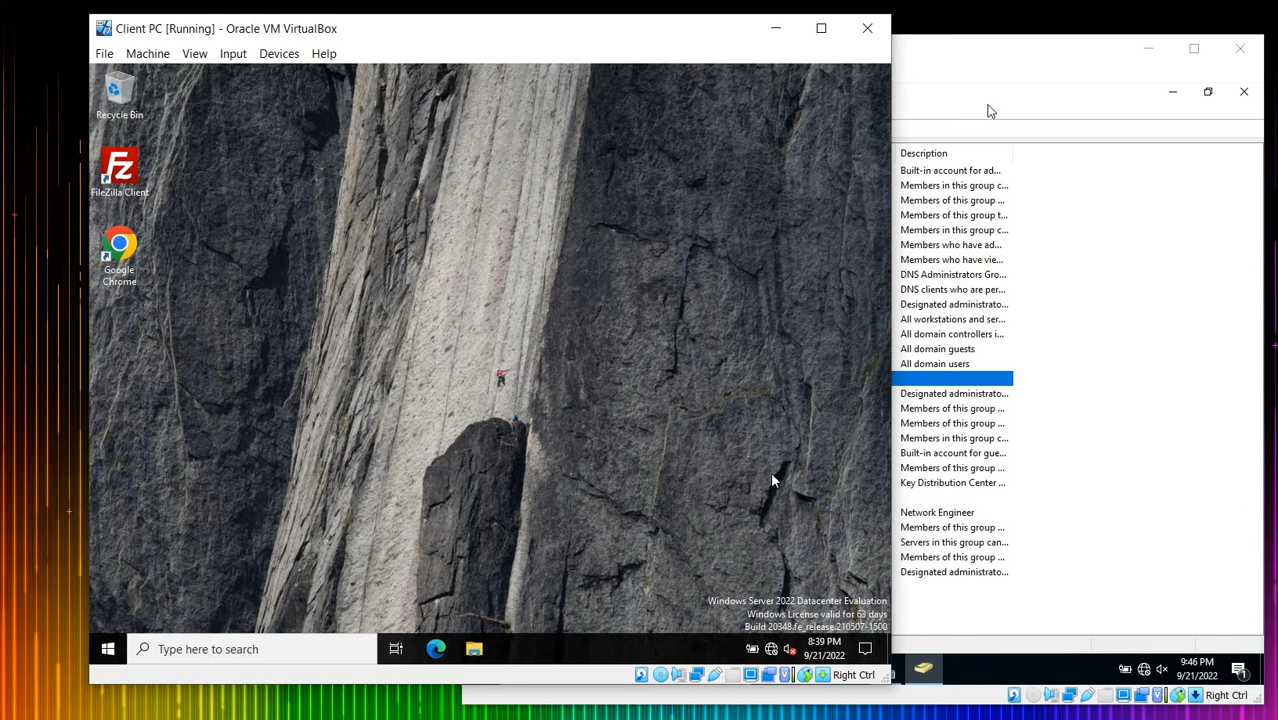 Client PC [Running] - Oracle VM VirtualBox
File Machine View Input Devices Help
Recycle Bin
FileZilla Client
Google
Chrome
Windows Server 2022 Datacenter Evaluation
Windows License valid for 63 days
Build 20348.fe_release.210507-1500
Type here to search
8:39 PM
9/21/2022
Right Ctrl
Description
Built-in account for ad...
Members in this group c...
Members of this group ...
Members of this group t...
Members in this group c...
Members who have ad...
Members who have vie...
DNS Administrators Gro...
DNS clients who are per...
Designated administrato...
All workstations and ser...
All domain controllers i...
All domain guests
All domain users
Designated administrato...
Members of this group ...
Members of this group ...
Members in this group c...
Built-in account for gue...
Members of this group ...
Key Distribution Center ...
Network Engineer
Members of this group ...
Servers in this group can...
Members of this group ...
Designated administrato...
9:46 PM
9/21/2022
1
Right Ctrl